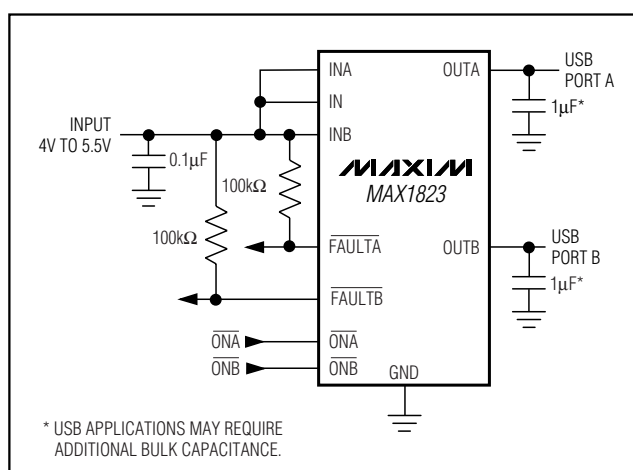 INA
OUTA
USB
PORT A
IN
1µF*
INPUT
4V TO 5.5V
INB
0.1µF
MAXIM
MAX1823
100kΩ
100kΩ
FAULTA
OUTB
USB
PORT B
FAULTB
1µF*
ONA
ONA
ONB
ONB
GND
* USB APPLICATIONS MAY REQUIRE
ADDITIONAL BULK CAPACITANCE.